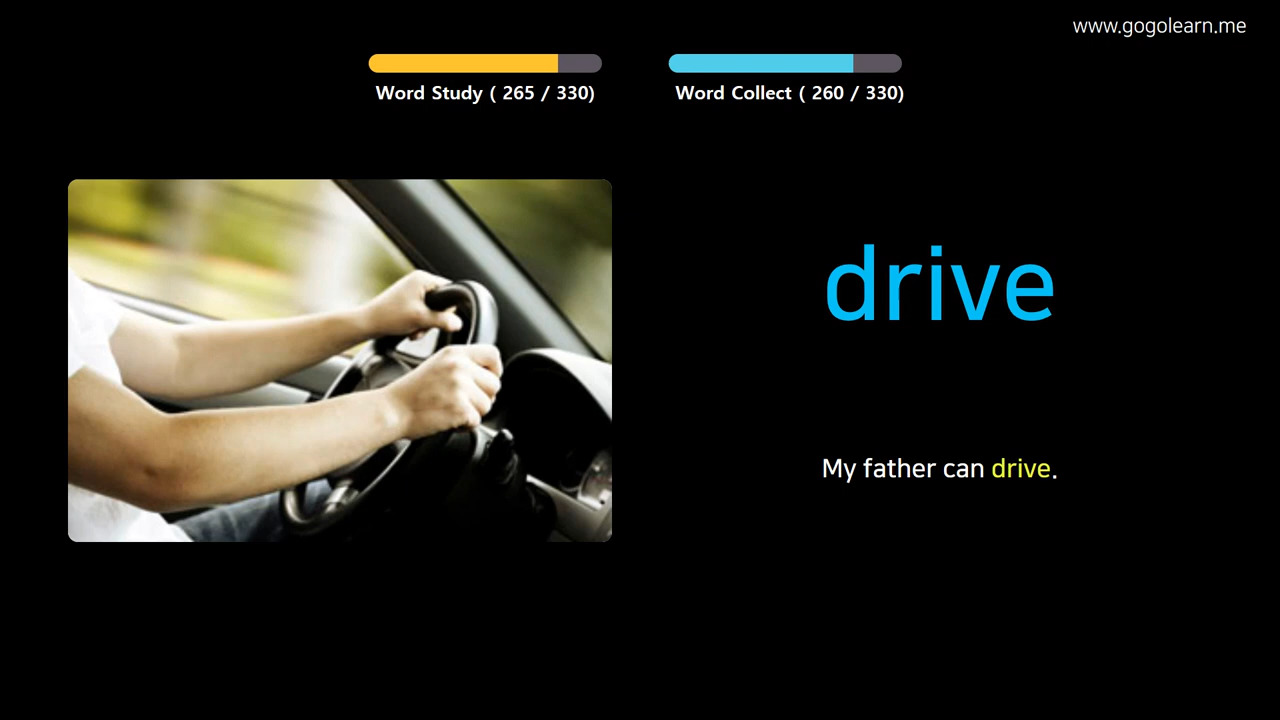 www.gogolearn.me
Word Study ( 265 / 330)
Word Collect ( 260 / 330)
drive
My father can drive.